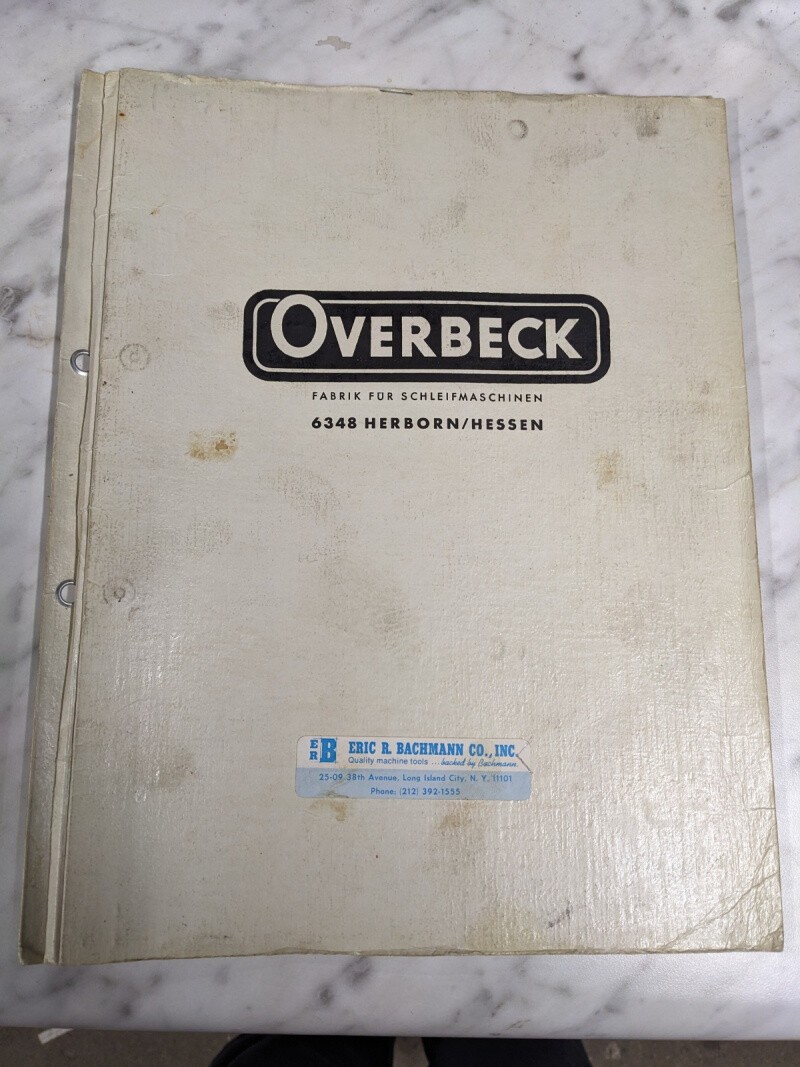 OVERBECK
FABRIK FÜR SCHLEIFMASCHINEN
6348 HERBORN/HESSEN
E R B ERIC R. BACHMANN CO., INC.
Quality machine tools ... backed by Bachmann.
25-09 38th Avenue, Long Island City, N. Y. 11101
Phone: (212) 392-1555